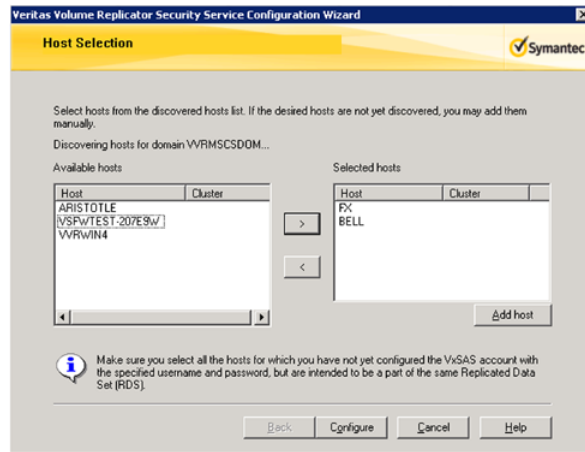 Veritas Volume Replicator Security Service Configuration Wizard
Host Selection
Symantec
Select hosts from the discovered hosts list. If the desired hosts are not yet discovered, you may add them
manually.
Discovering hosts for domain VVRMSCSDOM...
Available hosts
Selected hosts
Host Cluster
ARISTOTLE
VSFWTEST-207E9W
VVRWIN4
>
<
Host Cluster
FX
BELL
Add host
Make sure you select all the hosts for which you have not yet configured the VxSAS account with
the specified username and password, but are intended to be a part of the same Replicated Data
Set (RDS).
Back Configure Cancel Help